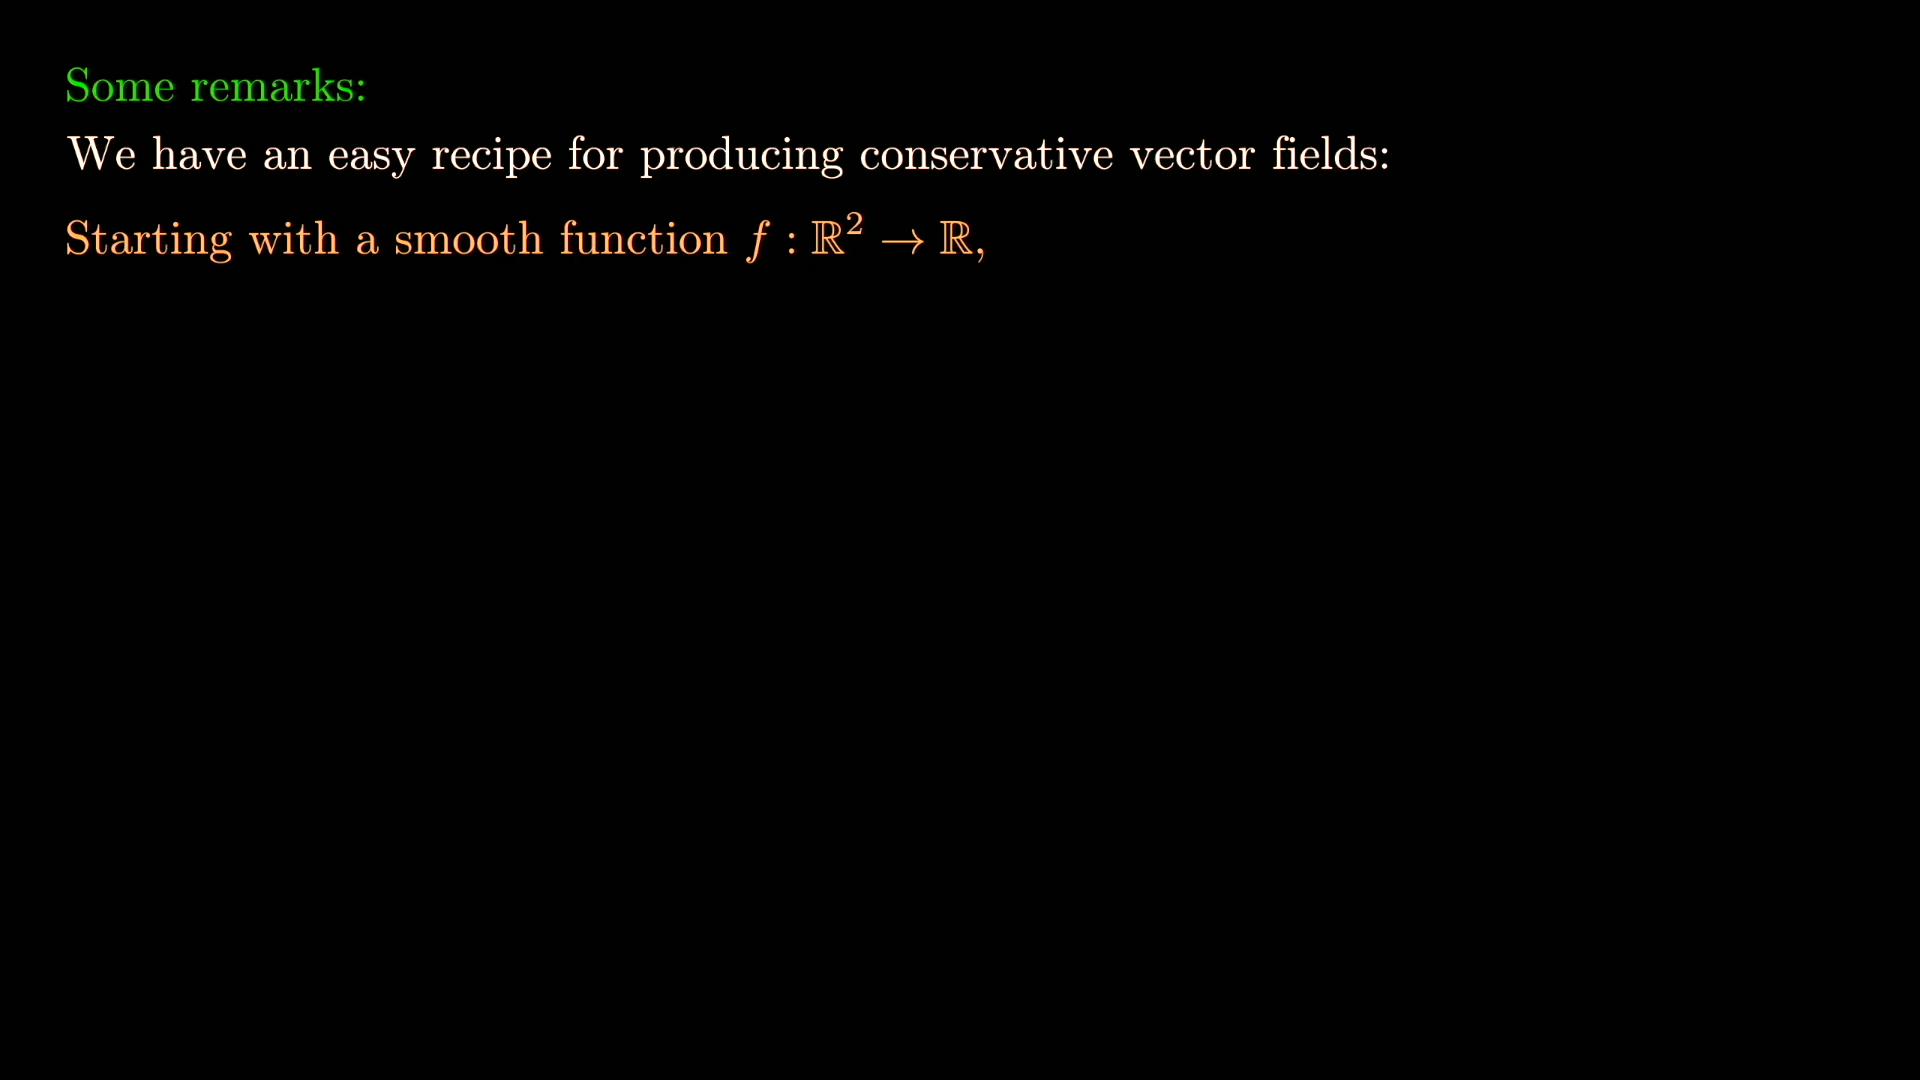 Some remarks:
We have an easy recipe for producing conservative vector fields:
Starting with a smooth function f : ℝ² → ℝ,